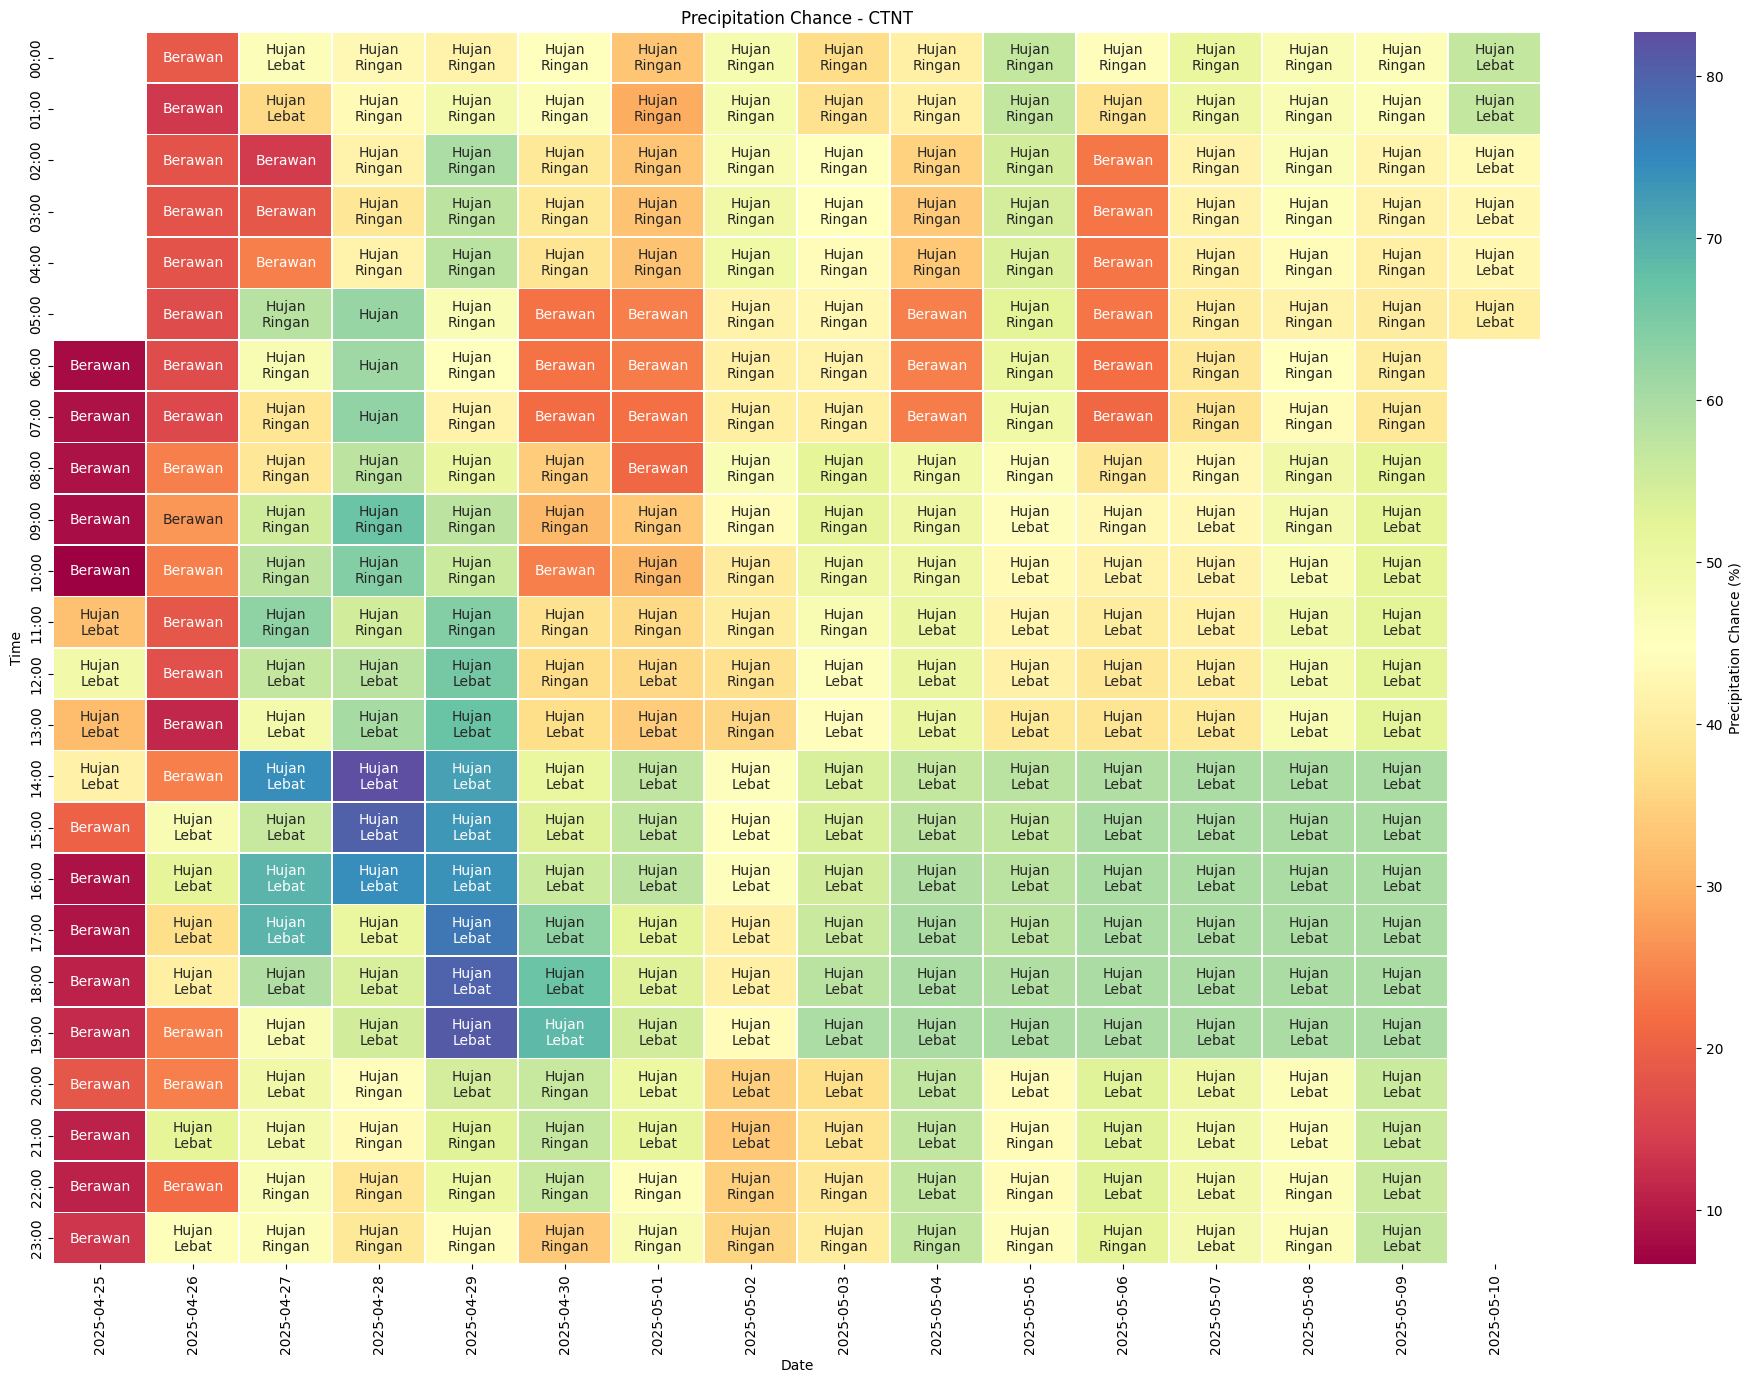 Precipitation Chance - CTNT
00:00 Berawan Hujan Lebat Hujan Ringan Hujan Ringan Hujan Ringan Hujan Ringan Hujan Ringan Hujan Ringan Hujan Ringan Hujan Ringan Hujan Ringan Hujan Ringan Hujan Ringan Hujan Ringan Hujan Lebat
01:00 Berawan Hujan Lebat Hujan Ringan Hujan Ringan Hujan Ringan Hujan Ringan Hujan Ringan Hujan Ringan Hujan Ringan Hujan Ringan Hujan Ringan Hujan Ringan Hujan Ringan Hujan Ringan Hujan Lebat
02:00 Berawan Berawan Hujan Ringan Hujan Ringan Hujan Ringan Hujan Ringan Hujan Ringan Hujan Ringan Hujan Ringan Hujan Ringan Berawan Hujan Ringan Hujan Ringan Hujan Ringan Hujan Lebat
03:00 Berawan Berawan Hujan Ringan Hujan Ringan Hujan Ringan Hujan Ringan Hujan Ringan Hujan Ringan Hujan Ringan Hujan Ringan Berawan Hujan Ringan Hujan Ringan Hujan Ringan Hujan Lebat
04:00 Berawan Berawan Hujan Ringan Hujan Ringan Hujan Ringan Hujan Ringan Hujan Ringan Hujan Ringan Hujan Ringan Hujan Ringan Berawan Hujan Ringan Hujan Ringan Hujan Ringan Hujan Lebat
05:00 Berawan Hujan Ringan Hujan Hujan Ringan Berawan Berawan Hujan Ringan Hujan Ringan Berawan Hujan Ringan Berawan Hujan Ringan Hujan Ringan Hujan Ringan Hujan Lebat
06:00 Berawan Berawan Hujan Ringan Hujan Hujan Ringan Berawan Berawan Hujan Ringan Hujan Ringan Berawan Hujan Ringan Berawan Hujan Ringan Hujan Ringan Hujan Ringan
07:00 Berawan Berawan Hujan Ringan Hujan Hujan Ringan Berawan Berawan Hujan Ringan Hujan Ringan Berawan Hujan Ringan Berawan Hujan Ringan Hujan Ringan Hujan Ringan
08:00 Berawan Berawan Hujan Ringan Hujan Ringan Hujan Ringan Hujan Ringan Berawan Hujan Ringan Hujan Ringan Hujan Ringan Hujan Ringan Hujan Ringan Hujan Ringan Hujan Ringan Hujan Ringan
09:00 Berawan Berawan Hujan Ringan Hujan Ringan Hujan Ringan Hujan Ringan Hujan Ringan Hujan Ringan Hujan Ringan Hujan Ringan Hujan Lebat Hujan Ringan Hujan Lebat Hujan Ringan Hujan Lebat
10:00 Berawan Berawan Hujan Ringan Hujan Ringan Hujan Ringan Berawan Hujan Ringan Hujan Ringan Hujan Ringan Hujan Ringan Hujan Lebat Hujan Lebat Hujan Lebat Hujan Lebat Hujan Lebat
11:00 Hujan Lebat Berawan Hujan Ringan Hujan Ringan Hujan Ringan Hujan Ringan Hujan Ringan Hujan Ringan Hujan Ringan Hujan Lebat Hujan Lebat Hujan Lebat Hujan Lebat Hujan Lebat Hujan Lebat
12:00 Hujan Lebat Berawan Hujan Lebat Hujan Lebat Hujan Lebat Hujan Ringan Hujan Lebat Hujan Ringan Hujan Lebat Hujan Lebat Hujan Lebat Hujan Lebat Hujan Lebat Hujan Lebat Hujan Lebat
13:00 Hujan Lebat Berawan Hujan Lebat Hujan Lebat Hujan Lebat Hujan Lebat Hujan Lebat Hujan Ringan Hujan Lebat Hujan Lebat Hujan Lebat Hujan Lebat Hujan Lebat Hujan Lebat Hujan Lebat
14:00 Hujan Lebat Berawan Hujan Lebat Hujan Lebat Hujan Lebat Hujan Lebat Hujan Lebat Hujan Lebat Hujan Lebat Hujan Lebat Hujan Lebat Hujan Lebat Hujan Lebat Hujan Lebat Hujan Lebat
15:00 Berawan Hujan Lebat Hujan Lebat Hujan Lebat Hujan Lebat Hujan Lebat Hujan Lebat Hujan Lebat Hujan Lebat Hujan Lebat Hujan Lebat Hujan Lebat Hujan Lebat Hujan Lebat Hujan Lebat
16:00 Berawan Hujan Lebat Hujan Lebat Hujan Lebat Hujan Lebat Hujan Lebat Hujan Lebat Hujan Lebat Hujan Lebat Hujan Lebat Hujan Lebat Hujan Lebat Hujan Lebat Hujan Lebat Hujan Lebat
17:00 Berawan Hujan Lebat Hujan Lebat Hujan Lebat Hujan Lebat Hujan Lebat Hujan Lebat Hujan Lebat Hujan Lebat Hujan Lebat Hujan Lebat Hujan Lebat Hujan Lebat Hujan Lebat Hujan Lebat
18:00 Berawan Hujan Lebat Hujan Lebat Hujan Lebat Hujan Lebat Hujan Lebat Hujan Lebat Hujan Lebat Hujan Lebat Hujan Lebat Hujan Lebat Hujan Lebat Hujan Lebat Hujan Lebat Hujan Lebat
19:00 Berawan Berawan Hujan Lebat Hujan Lebat Hujan Lebat Hujan Lebat Hujan Lebat Hujan Lebat Hujan Lebat Hujan Lebat Hujan Lebat Hujan Lebat Hujan Lebat Hujan Lebat Hujan Lebat
20:00 Berawan Berawan Hujan Lebat Hujan Ringan Hujan Lebat Hujan Ringan Hujan Lebat Hujan Lebat Hujan Lebat Hujan Lebat Hujan Lebat Hujan Lebat Hujan Lebat Hujan Lebat Hujan Lebat
21:00 Berawan Hujan Lebat Hujan Lebat Hujan Ringan Hujan Ringan Hujan Ringan Hujan Lebat Hujan Lebat Hujan Lebat Hujan Lebat Hujan Ringan Hujan Lebat Hujan Lebat Hujan Lebat Hujan Lebat
22:00 Berawan Berawan Hujan Ringan Hujan Ringan Hujan Ringan Hujan Ringan Hujan Ringan Hujan Ringan Hujan Ringan Hujan Lebat Hujan Ringan Hujan Lebat Hujan Lebat Hujan Ringan Hujan Lebat
23:00 Berawan Hujan Lebat Hujan Ringan Hujan Ringan Hujan Ringan Hujan Ringan Hujan Ringan Hujan Ringan Hujan Ringan Hujan Ringan Hujan Ringan Hujan Ringan Hujan Lebat Hujan Ringan Hujan Lebat
2025-04-25 2025-04-26 2025-04-27 2025-04-28 2025-04-29 2025-04-30 2025-05-01 2025-05-02 2025-05-03 2025-05-04 2025-05-05 2025-05-06 2025-05-07 2025-05-08 2025-05-09 2025-05-10
Date
Time
80
70
60
50
40
30
20
10
Precipitation Chance (%)